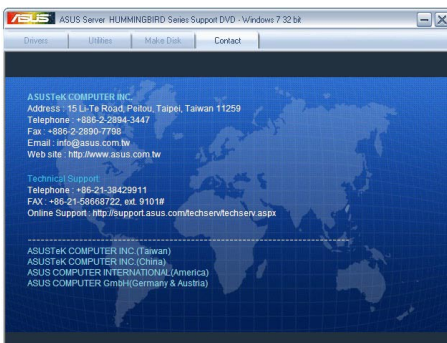 ASUS ASUS Server HUMMINGBIRD Series Support DVD - Windows 7 32 bit
Drivers Utilities Make Disk Contact
ASUSTeK COMPUTER INC.
Address : 15 Li-Te Road, Peitou, Taipei, Taiwan 11259
Telephone : +886-2-2894-3447
Fax : +886-2-2890-7798
Email : info@asus.com.tw
Web site : http://www.asus.com.tw
Technical Support
Telephone : +86-21-38429911
FAX : +86-21-58668722, ext. 9101#
Online Support : http://support.asus.com/techserv/techserv.aspx
ASUSTeK COMPUTER INC.(Taiwan)
ASUSTeK COMPUTER INC.(China)
ASUS COMPUTER INTERNATIONAL(America)
ASUS COMPUTER GmbH(Germany & Austria)